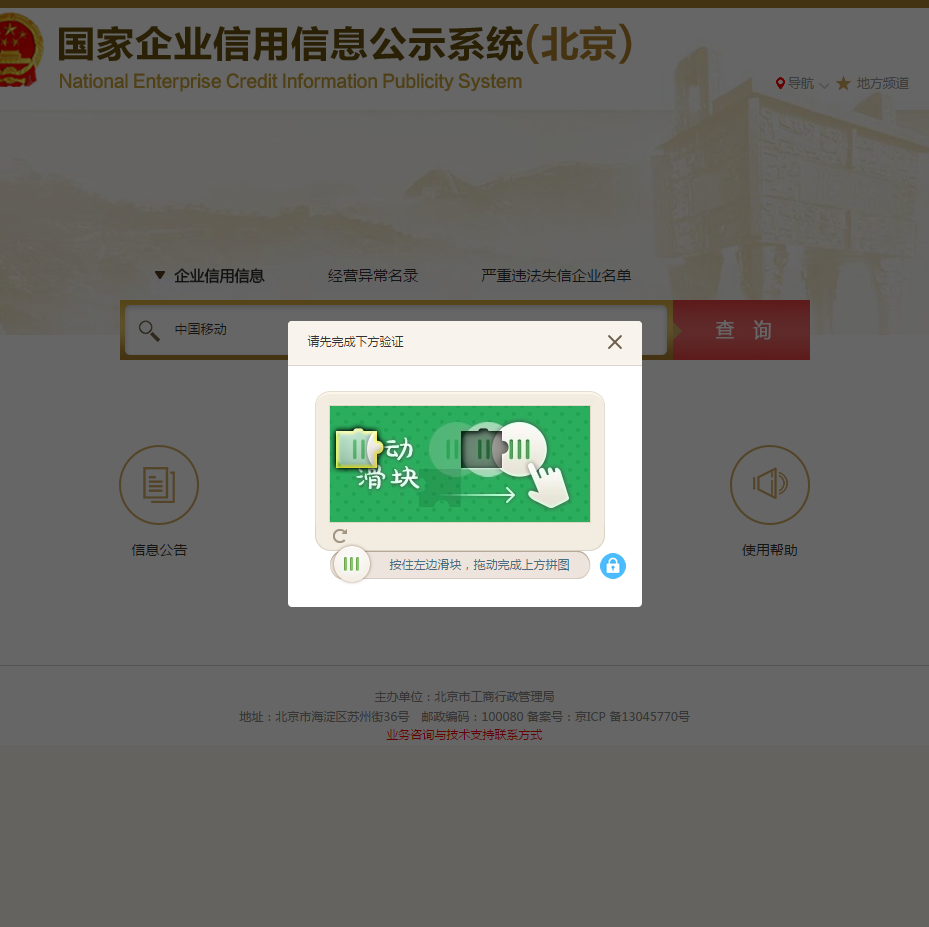 国家企业信用信息公示系统(北京)
National Enterprise Credit Information Publicity System
导航 地方频道
企业信用信息 经营异常名录 严重违法失信企业名单
中国移动 查 询
请先完成下方验证
动
滑块
按住左边滑块，拖动完成上方拼图
信息公告 使用帮助
主办单位：北京市工商行政管理局
地址：北京市海淀区苏州街36号 邮政编码：100080 备案号：京ICP 备13045770号
业务咨询与技术支持联系方式